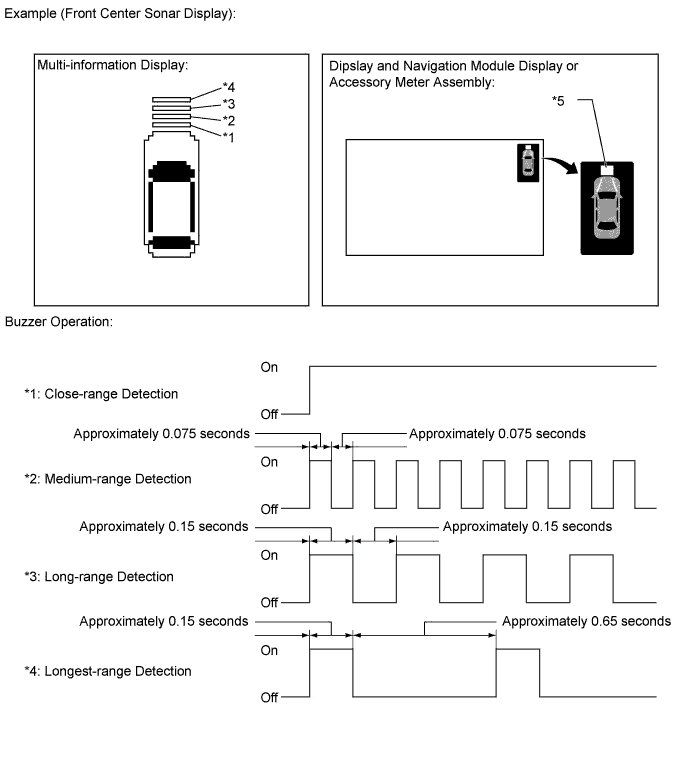 Example (Front Center Sonar Display):
Multi-information Display:
*4
*3
*2
*1
Dipslay and Navigation Module Display or
Accessory Meter Assembly:
*5
Buzzer Operation:
On
*1: Close-range Detection
Off
Approximately 0.075 seconds
Approximately 0.075 seconds
On
*2: Medium-range Detection
Off
Approximately 0.15 seconds
Approximately 0.15 seconds
On
*3: Long-range Detection
Off
Approximately 0.15 seconds
Approximately 0.65 seconds
On
*4: Longest-range Detection
Off